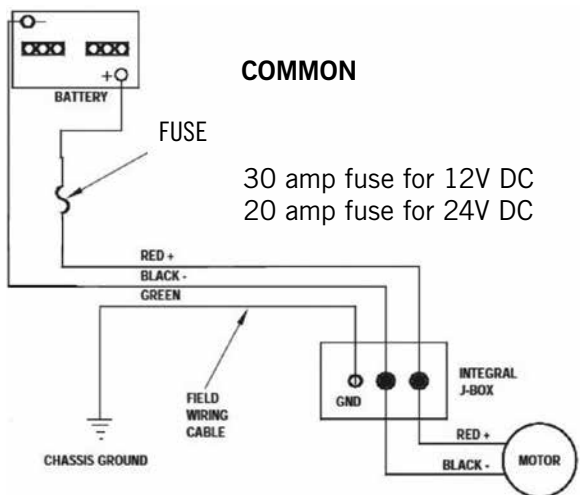 COMMON
+
BATTERY
FUSE
30 amp fuse for 12V DC
20 amp fuse for 24V DC
RED +
BLACK -
GREEN
INTEGRAL
J-BOX
GND
FIELD
WIRING
CABLE
CHASSIS GROUND
RED +
BLACK -
MOTOR